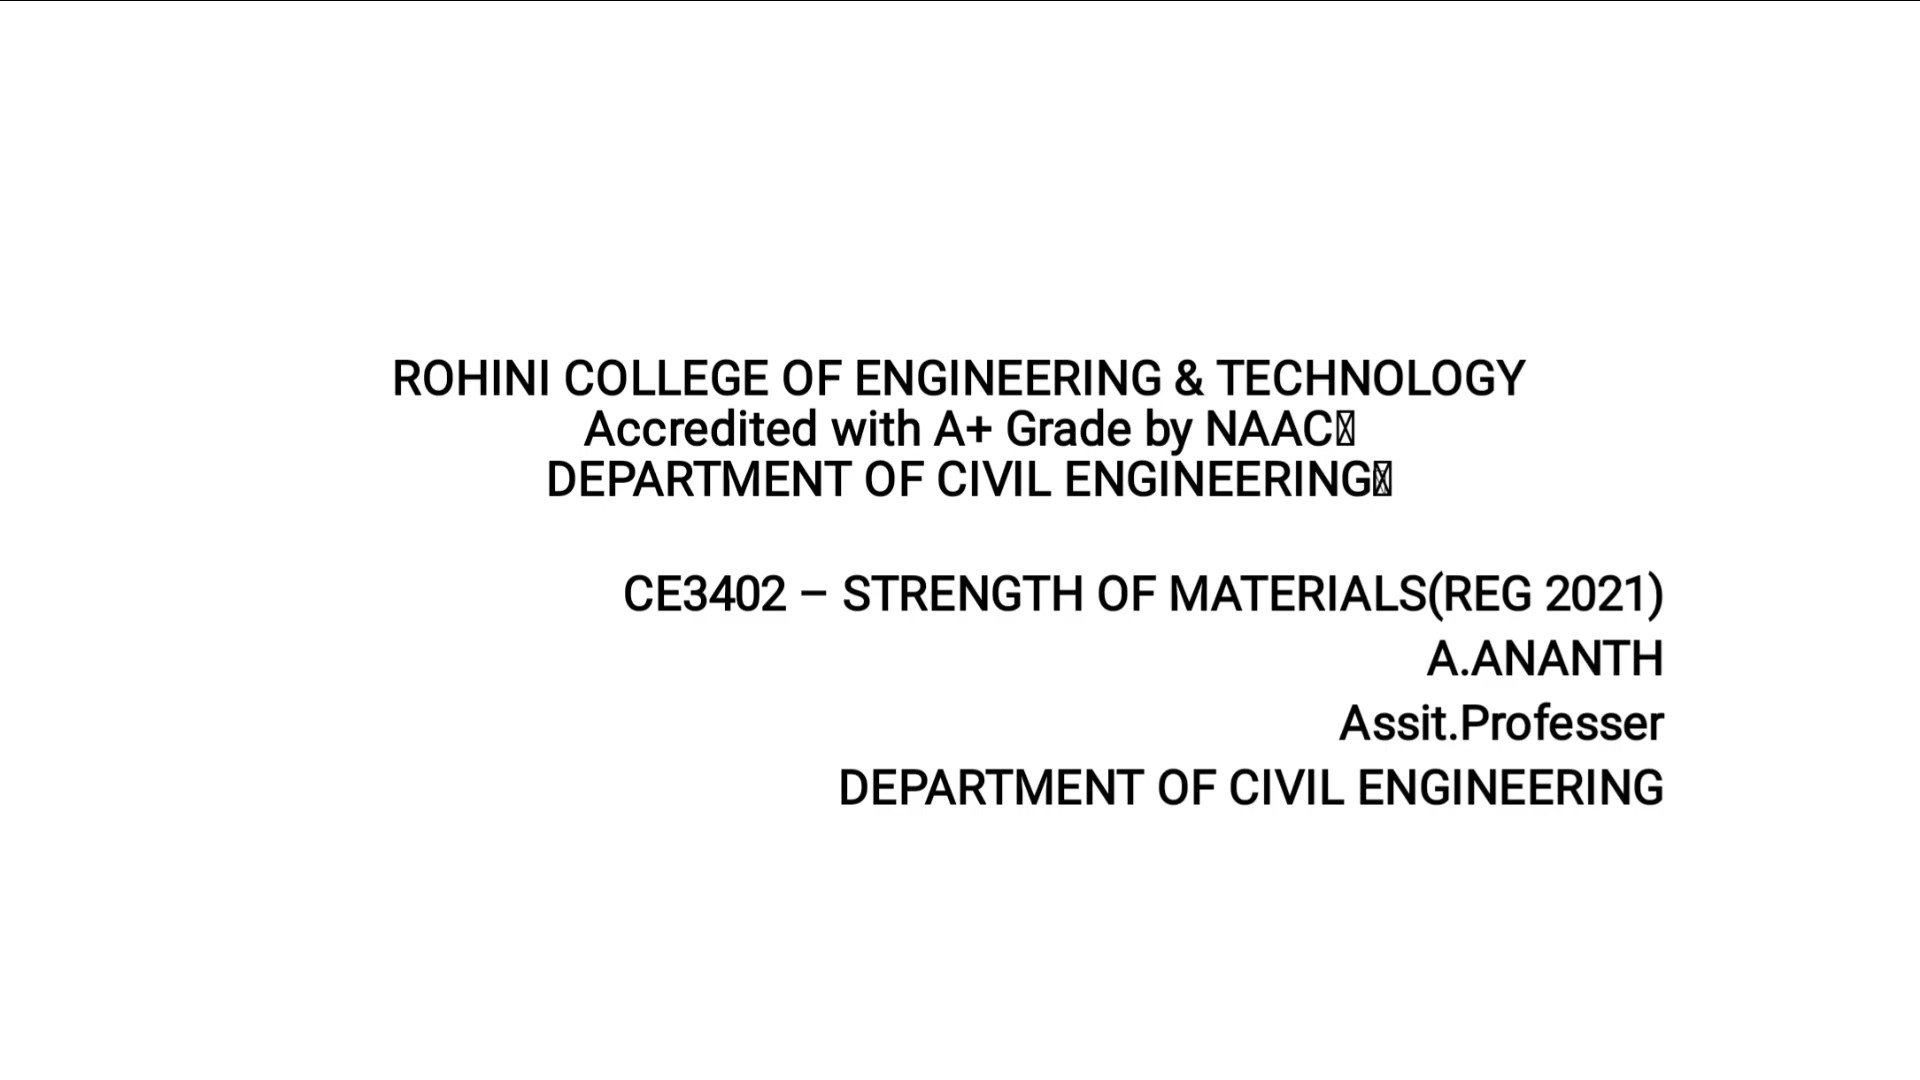 ROHINI COLLEGE OF ENGINEERING & TECHNOLOGY
Accredited with A+ Grade by NAAC
DEPARTMENT OF CIVIL ENGINEERING
CE3402 – STRENGTH OF MATERIALS(REG 2021)
A.ANANTH
Assit.Professer
DEPARTMENT OF CIVIL ENGINEERING